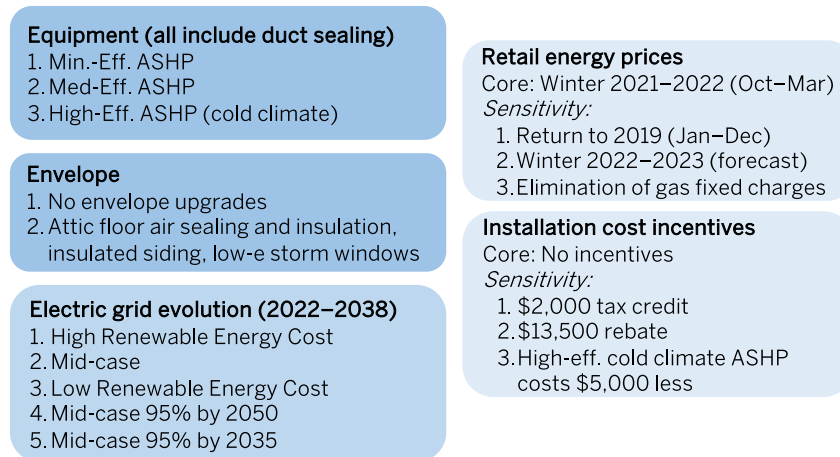 Equipment (all include duct sealing)
1. Min.-Eff. ASHP
2. Med-Eff. ASHP
3. High-Eff. ASHP (cold climate)
Envelope
1. No envelope upgrades
2. Attic floor air sealing and insulation,
insulated siding, low-e storm windows
Electric grid evolution (2022–2038)
1. High Renewable Energy Cost
2. Mid-case
3. Low Renewable Energy Cost
4. Mid-case 95% by 2050
5. Mid-case 95% by 2035
Retail energy prices
Core: Winter 2021–2022 (Oct–Mar)
Sensitivity:
1. Return to 2019 (Jan–Dec)
2. Winter 2022–2023 (forecast)
3. Elimination of gas fixed charges
Installation cost incentives
Core: No incentives
Sensitivity:
1. $2,000 tax credit
2. $13,500 rebate
3. High-eff. cold climate ASHP
costs $5,000 less